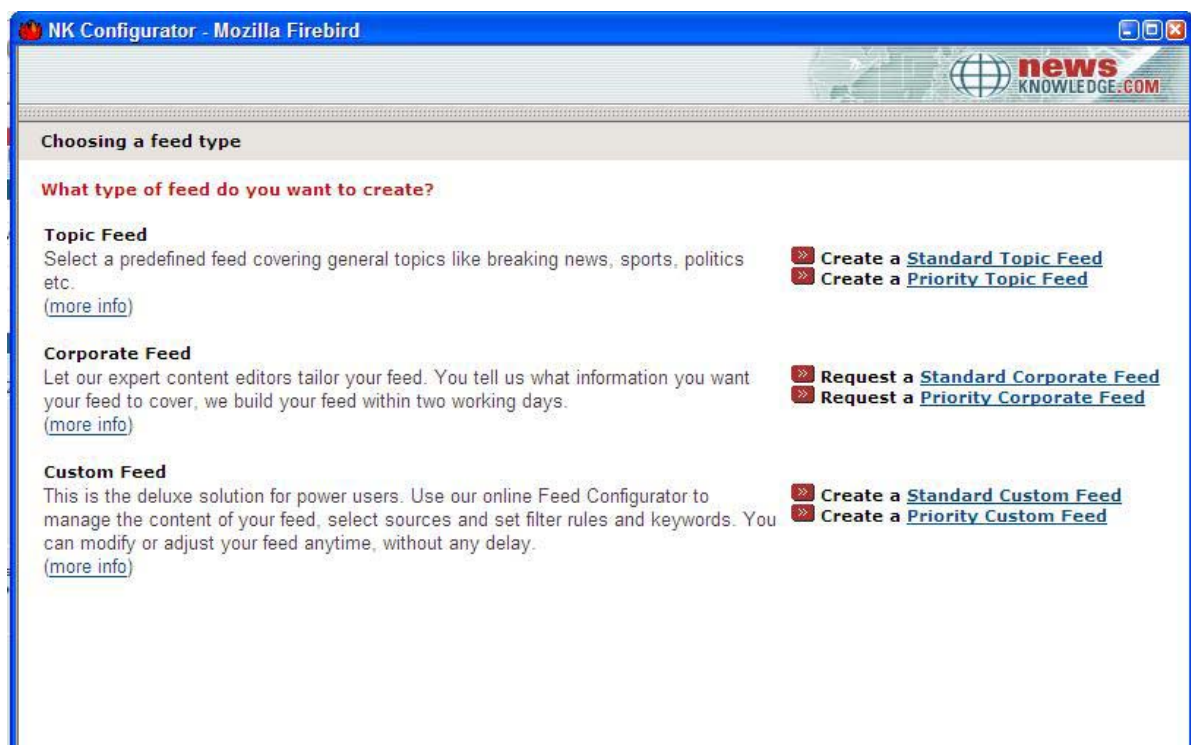 NK Configurator - Mozilla Firebird
news
KNOWLEDGE.COM
Choosing a feed type
What type of feed do you want to create?
Topic Feed
Select a predefined feed covering general topics like breaking news, sports, politics
etc.
(more info)
» Create a Standard Topic Feed
» Create a Priority Topic Feed
Corporate Feed
Let our expert content editors tailor your feed. You tell us what information you want
your feed to cover, we build your feed within two working days.
(more info)
» Request a Standard Corporate Feed
» Request a Priority Corporate Feed
Custom Feed
This is the deluxe solution for power users. Use our online Feed Configurator to
manage the content of your feed, select sources and set filter rules and keywords. You
can modify or adjust your feed anytime, without any delay.
(more info)
» Create a Standard Custom Feed
» Create a Priority Custom Feed